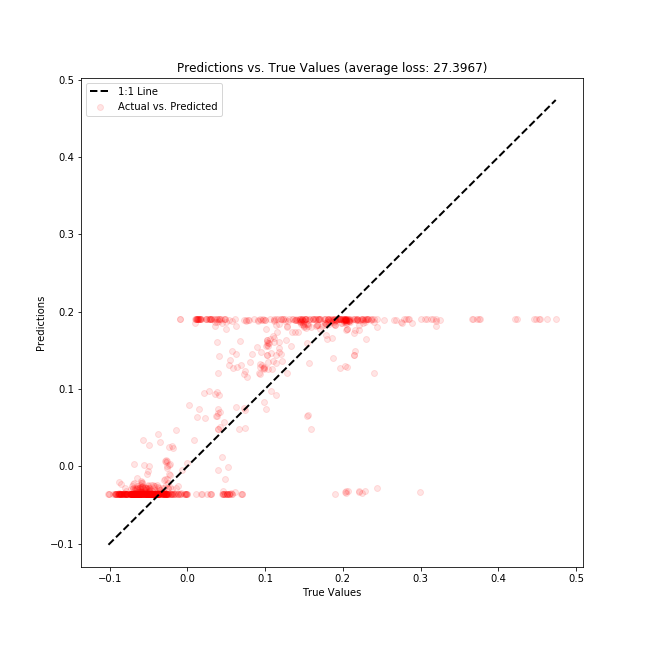 Predictions vs. True Values (average loss: 27.3967)
1:1 Line
Actual vs. Predicted
0.5
0.4
0.3
0.2
0.1
0.0
−0.1
Predictions
−0.1 0.0 0.1 0.2 0.3 0.4 0.5
True Values